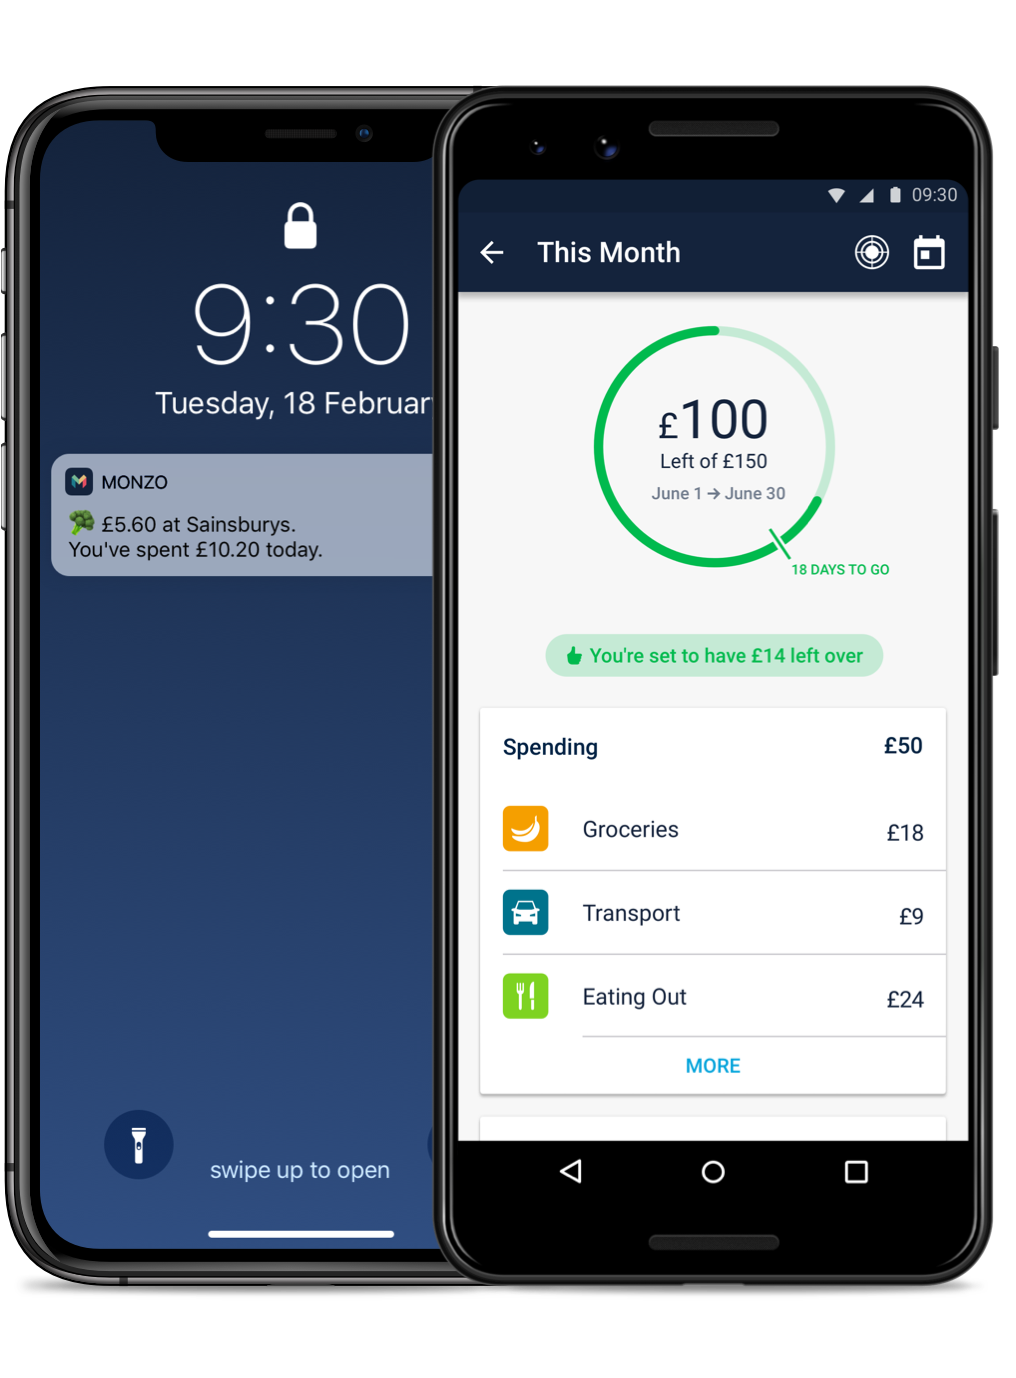 9:30
Tuesday, 18 Februar
MONZO
🥦 £5.60 at Sainsburys.
You've spent £10.20 today.
swipe up to open
09:30
This Month
£100
Left of £150
June 1 → June 30
18 DAYS TO GO
You're set to have £14 left over
Spending £50
Groceries £18
Transport £9
Eating Out £24
MORE